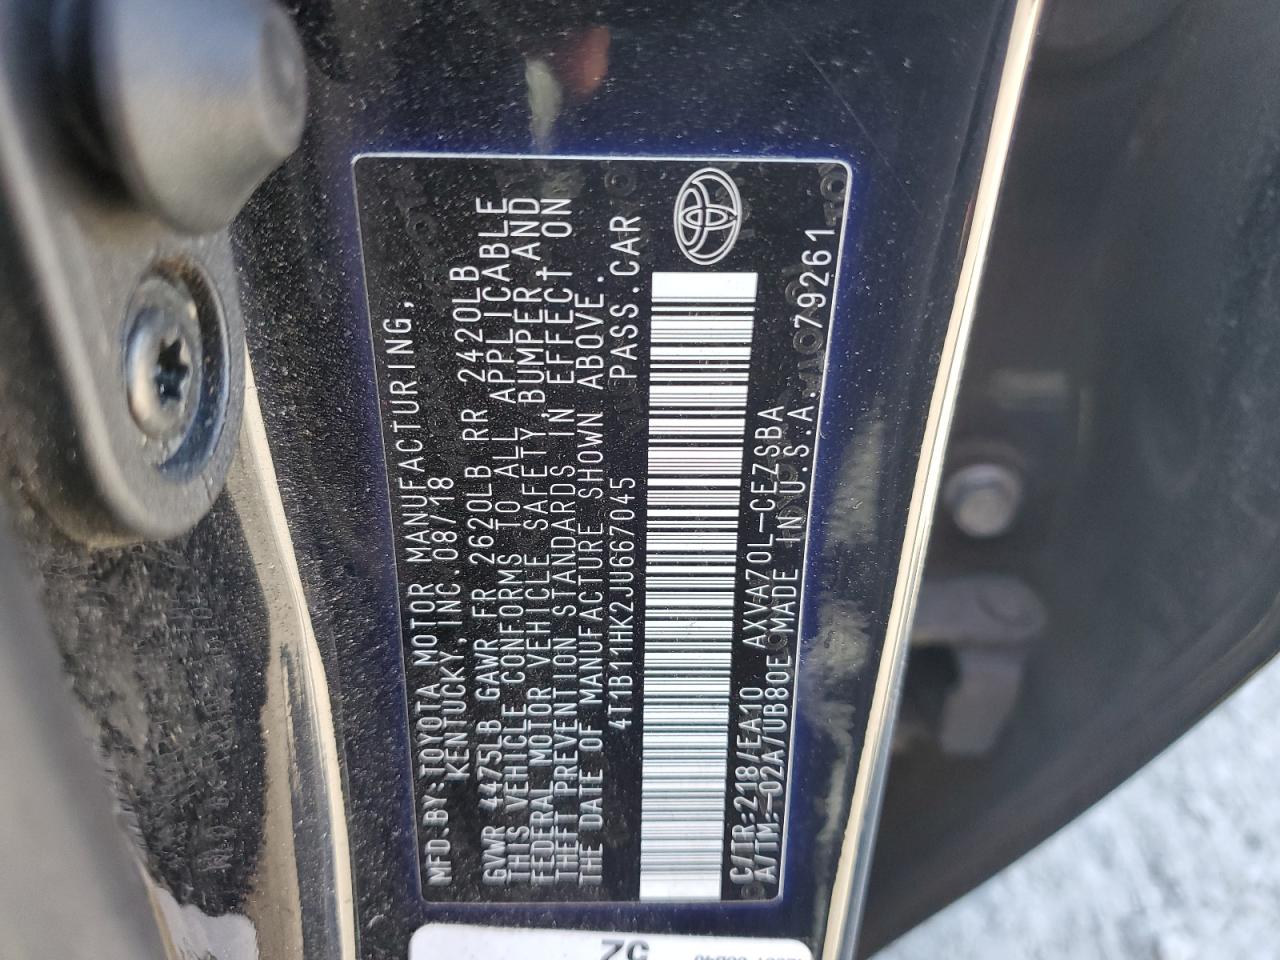 MFD.BY:TOYOTA MOTOR MANUFACTURING,
KENTUCKY, INC. 08/18
GVWR 4475LB GAWR FR 2620LB RR 2420LB
THIS VEHICLE CONFORMS TO ALL APPLICABLE
FEDERAL MOTOR VEHICLE SAFETY, BUMPER, AND
THEFT PREVENTION STANDARDS IN EFFECT ON
THE DATE OF MANUFACTURE SHOWN ABOVE.
4T1B11HK2JU667045 PASS.CAR
C/TR:218/EA10 AXVA70L-CEZSBA
A/TM:-02A/UB80E MADE IN U.S.A.
079261
52